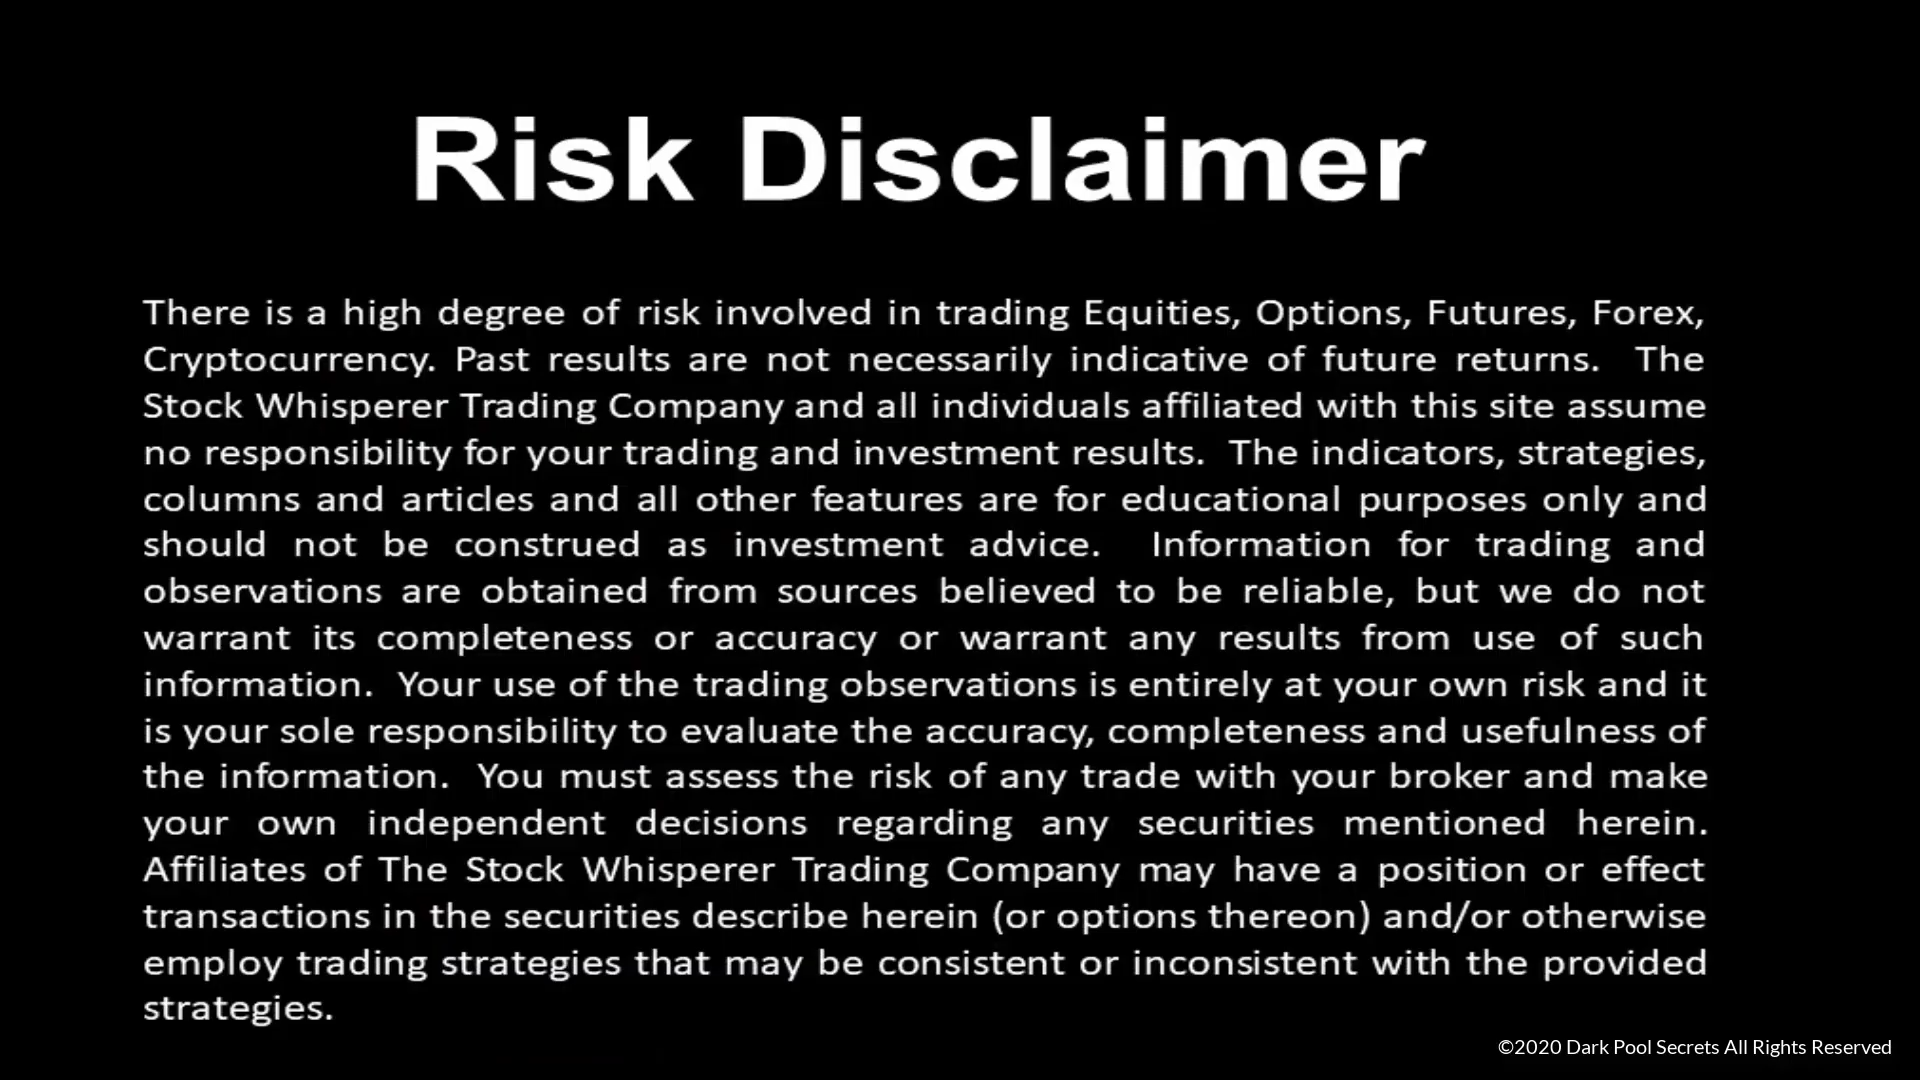 Risk Disclaimer
There is a high degree of risk involved in trading Equities, Options, Futures, Forex,
Cryptocurrency. Past results are not necessarily indicative of future returns. The
Stock Whisperer Trading Company and all individuals affiliated with this site assume
no responsibility for your trading and investment results. The indicators, strategies,
columns and articles and all other features are for educational purposes only and
should not be construed as investment advice. Information for trading and
observations are obtained from sources believed to be reliable, but we do not
warrant its completeness or accuracy or warrant any results from use of such
information. Your use of the trading observations is entirely at your own risk and it
is your sole responsibility to evaluate the accuracy, completeness and usefulness of
the information. You must assess the risk of any trade with your broker and make
your own independent decisions regarding any securities mentioned herein.
Affiliates of The Stock Whisperer Trading Company may have a position or effect
transactions in the securities describe herein (or options thereon) and/or otherwise
employ trading strategies that may be consistent or inconsistent with the provided
strategies.
©2020 Dark Pool Secrets All Rights Reserved